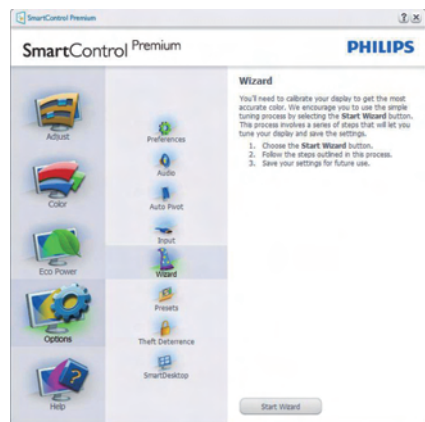 SmartControl Premium
SmartControl Premium
PHILIPS
Adjust
Color
Eco Power
Options
Help
Preferences
Audio
Auto Pivot
Input
Wizard
Presets
Theft Deterrence
SmartDesktop
Wizard
You'll need to calibrate your display to get the most
accurate color. We encourage you to use the simple
tuning process by selecting the Start Wizard button.
This process involves a series of steps that will let you
tune your display and save the settings.
1. Choose the Start Wizard button.
2. Follow the steps outlined in this process.
3. Save your settings for future use.
Start Wizard